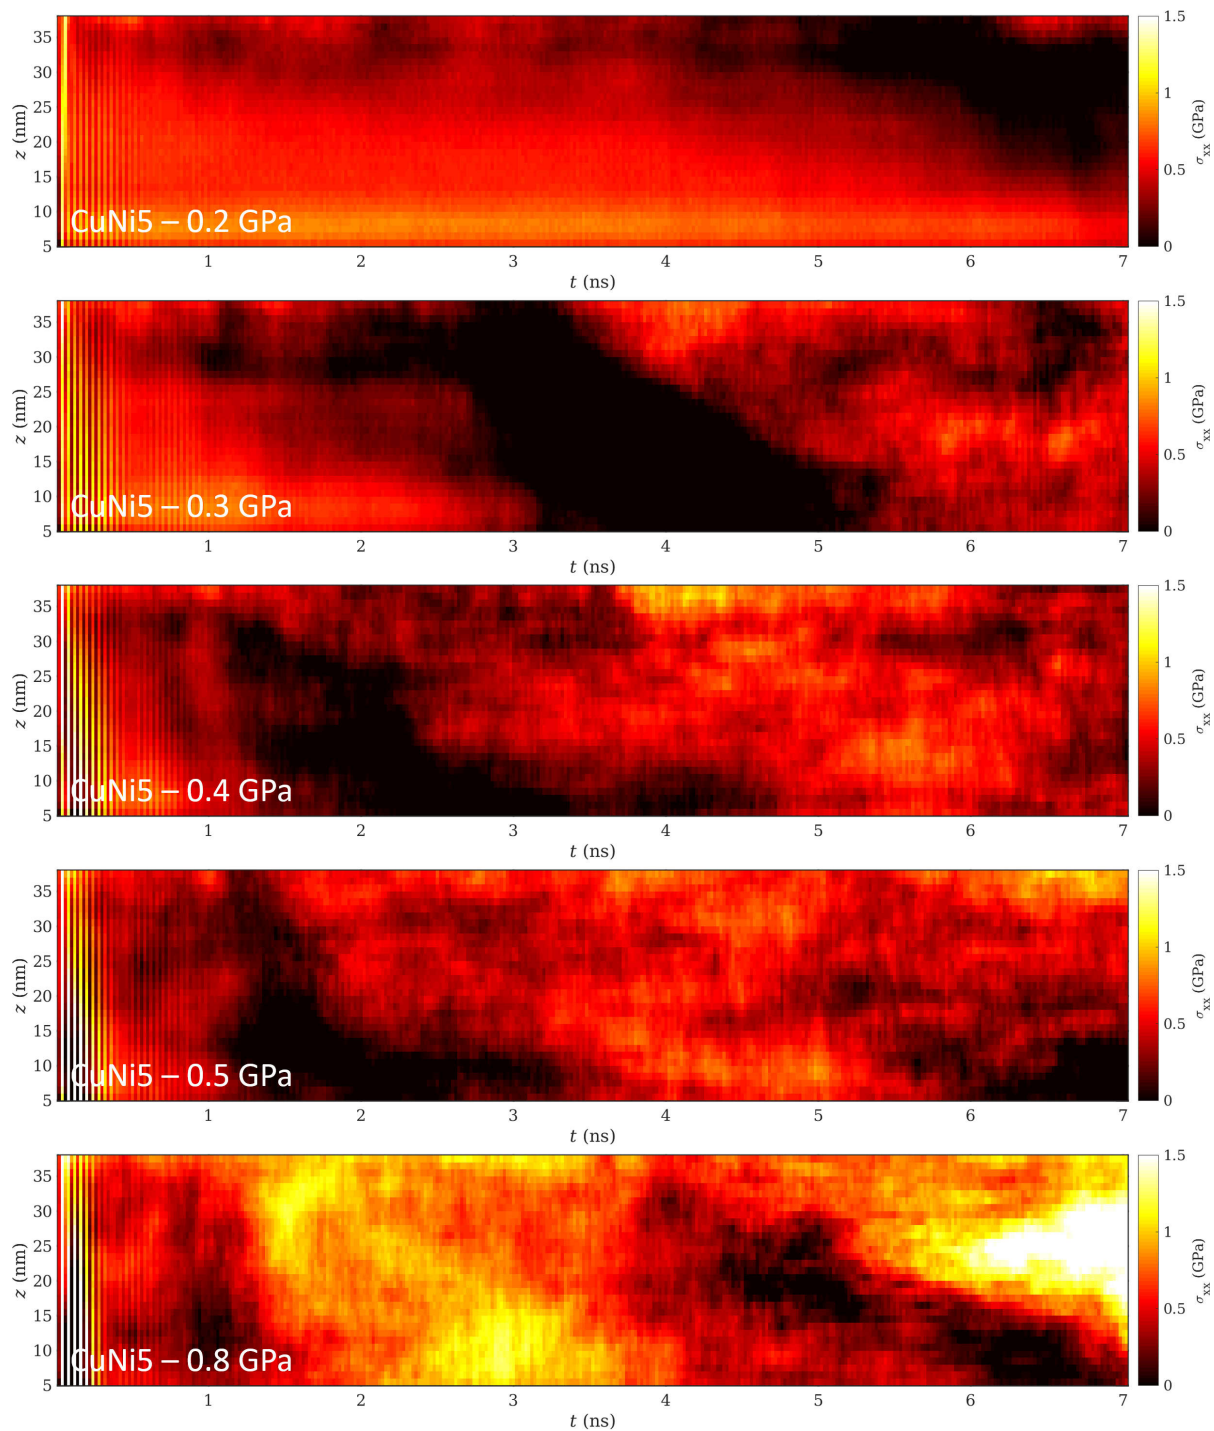 35
30
25
20
15
10
5
z (nm)
CuNi5 – 0.2 GPa
1 2 3 4 5 6 7
t (ns)
1.5
1
0.5
0
σxx (GPa)
35
30
25
20
15
10
5
z (nm)
CuNi5 – 0.3 GPa
1 2 3 4 5 6 7
t (ns)
1.5
1
0.5
0
σxx (GPa)
35
30
25
20
15
10
5
z (nm)
CuNi5 – 0.4 GPa
1 2 3 4 5 6 7
t (ns)
1.5
1
0.5
0
σxx (GPa)
35
30
25
20
15
10
5
z (nm)
CuNi5 – 0.5 GPa
1 2 3 4 5 6 7
t (ns)
1.5
1
0.5
0
σxx (GPa)
35
30
25
20
15
10
5
z (nm)
CuNi5 – 0.8 GPa
1 2 3 4 5 6 7
t (ns)
1.5
1
0.5
0
σxx (GPa)